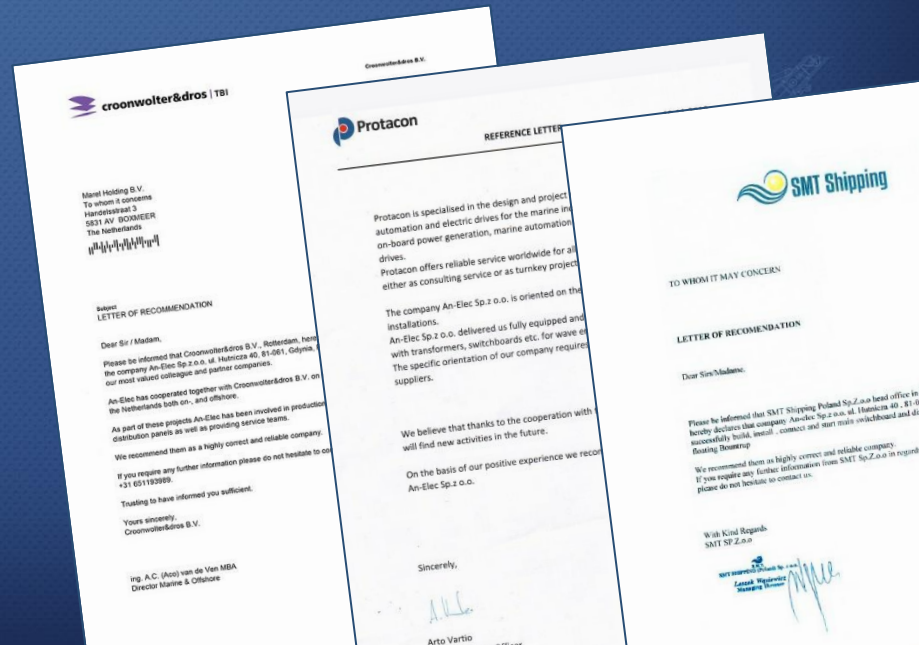 croonwolter&dros | TBI
Croonwolter&dros B.V.
Marel Holding B.V.
To whom it concerns
Handelsstraat 3
5831 AV BOXMEER
The Netherlands
Subject
LETTER OF RECOMMENDATION
Dear Sir / Madam,
Please be informed that Croonwolter&dros B.V., Rotterdam, here
the company An-Elec Sp.z.o.o. ul. Hutnicza 40, 81-061, Gdynia,
our most valued colleague and partner companies.
An-Elec has cooperated together with Croonwolter&dros B.V. on
the Netherlands both on-, and offshore.
As part of these projects An-Elec has been involved in production
distribution panels as well as providing service teams.
We recommend them as a highly correct and reliable company.
If you require any further information please do not hesitate to co
+31 651193989.
Trusting to have informed you sufficient.
Yours sincerely,
Croonwolter&dros B.V.
ing. A.C. (Aco) van de Ven MBA
Director Marine & Offshore
Protacon
REFERENCE LETTER
Protacon is specialised in the design and project
automation and electric drives for the marine in
on-board power generation, marine automation
drives.
Protacon offers reliable service worldwide for all
either as consulting service or as turnkey project
The company An-Elec Sp.z o.o. is oriented on the
installations.
An-Elec Sp.z o.o. delivered us fully equipped and
with transformers, switchboards etc. for wave e
The specific orientation of our company require
suppliers.
We believe that thanks to the cooperation with
will find new activities in the future.
On the basis of our positive experience we recor
An-Elec Sp.z o.o.
Sincerely,
Arto Vartio
SMT Shipping
TO WHOM IT MAY CONCERN
LETTER OF RECOMENDATION
Dear Sirs/Madame.
Please be informed that SMT Shipping Poland Sp.Z.o.o head office in
hereby declares that company An-elec Sp.z o.o. ul. Hutnicza 40 , 81-0
successfully build, install , connect and start main switchboard and di
floating
We recommend them as highly correct and reliable company.
If you require any further information from SMT Sp.Z.o.o in regard
please do not hesitate to contact us.
With Kind Regards
SMT SP.Z.o.o
Leszek Wąsiewicz
Managing Director